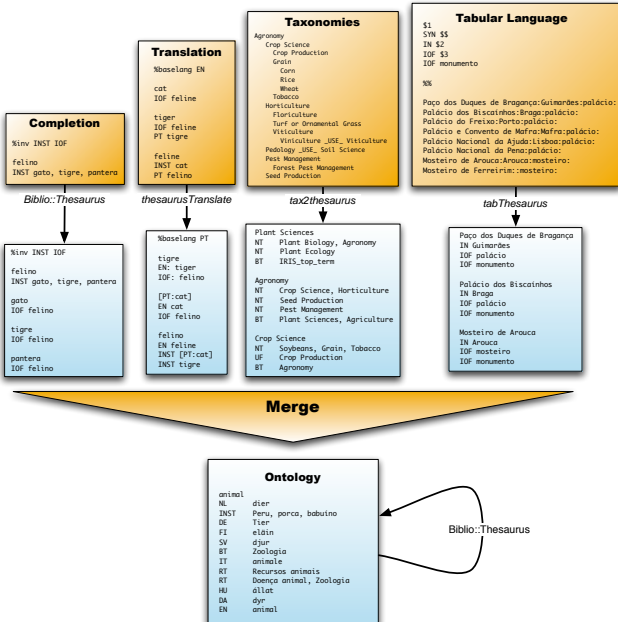 Completion
%inv INST IOF
felino
INST gato, tigre, pantera
Biblio::Thesaurus
%inv INST IOF
felino
INST gato, tigre, pantera
gato
IOF felino
tigre
IOF felino
pantera
IOF felino
Translation
%baselang EN
cat
IOF feline
tiger
IOF feline
PT tigre
feline
INST cat
PT felino
thesaurusTranslate
%baselang PT
tigre
EN: tiger
IOF: felino
[PT:cat]
EN cat
IOF felino
felino
EN feline
INST [PT:cat]
INST tigre
Taxonomies
Agronomy
Crop Science
Crop Production
Grain
Corn
Rice
Wheat
Tobacco
Horticulture
Floriculture
Turf or Ornamental Grass
Viticulture
Viniculture _USE_ Viticulture
Pedology _USE_ Soil Science
Pest Management
Forest Pest Management
Seed Production
tax2thesaurus
Plant Sciences
NT Plant Biology, Agronomy
NT Plant Ecology
BT IRIS_top_term
Agronomy
NT Crop Science, Horticulture
NT Seed Production
NT Pest Management
BT Plant Sciences, Agriculture
Crop Science
NT Soybeans, Grain, Tobacco
UF Crop Production
BT Agronomy
Tabular Language
$1
SYN $$
IN $2
IOF $3
IOF monumento
%%
Paço dos Duques de Bragança:Guimarães:palácio:
Palácio dos Biscaínhos:Braga:palácio:
Palácio do Freixo:Porto:palácio:
Palácio e Convento de Mafra:Mafra:palácio:
Palácio Nacional da Ajuda:Lisboa:palácio:
Palácio Nacional da Pena:palácio:
Mosteiro de Arouca:Arouca:mosteiro:
Mosteiro de Ferreirim::mosteiro:
tabThesaurus
Paço dos Duques de Bragança
IN Guimarães
IOF palácio
IOF monumento
Palácio dos Biscaínhos
IN Braga
IOF palácio
IOF monumento
Mosteiro de Arouca
IN Arouca
IOF mosteiro
IOF monumento
Merge
Ontology
animal
NL dier
INST Peru, porca, babuíno
DE Tier
FI eläin
SV djur
BT Zoologia
IT animale
RT Recursos animais
RT Doença animal, Zoologia
HU állat
DA dyr
EN animal
Biblio::Thesaurus